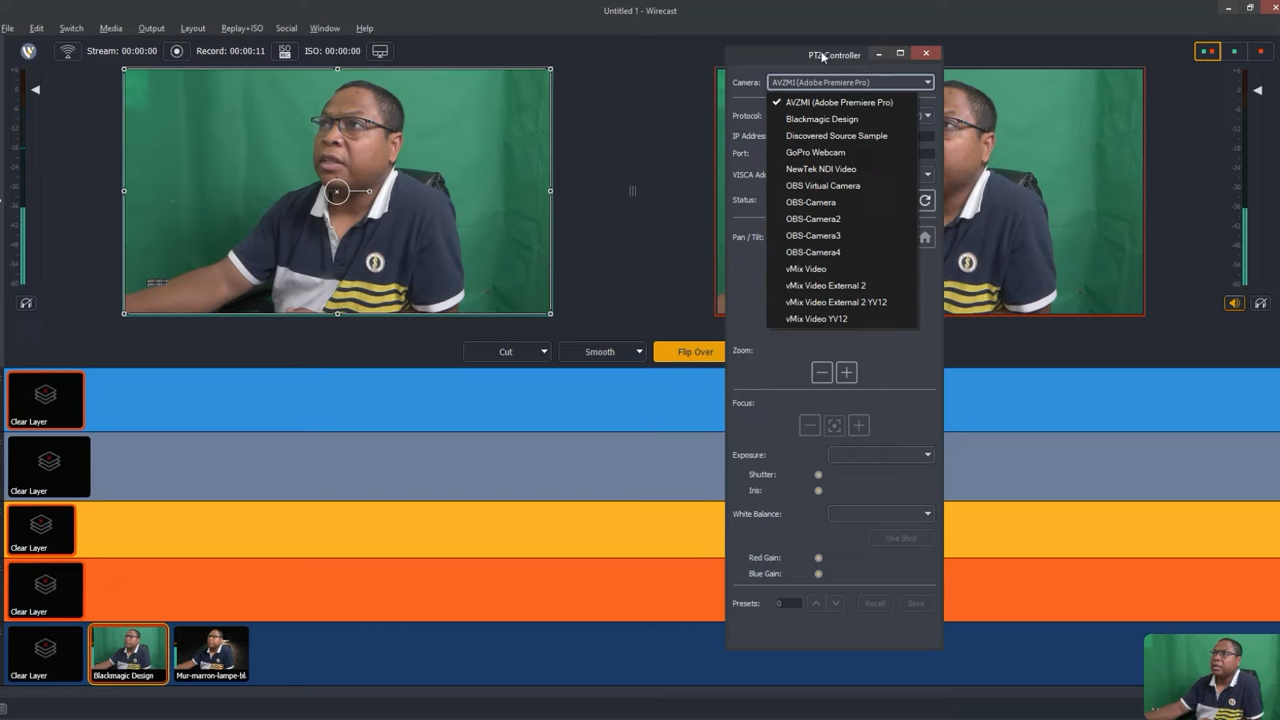 Untitled 1 - Wirecast
File Edit Switch Media Output Layout Replay+ISO Social Window Help
Stream: 00:00:00 Record: 00:00:11 ISO REC ISO: 00:00:00
PTZ Controller
Camera: AVZMI (Adobe Premiere Pro)
AVZMI (Adobe Premiere Pro)
Protocol:
Blackmagic Design
IP Address
Discovered Source Sample
Port:
GoPro Webcam
VISCA Add
NewTek NDI Video
OBS Virtual Camera
Status:
OBS-Camera
OBS-Camera2
Pan / Tilt:
OBS-Camera3
OBS-Camera4
vMix Video
vMix Video External 2
vMix Video External 2 YV12
vMix Video YV12
Cut Smooth Flip Over
Zoom:
Focus:
Exposure:
Shutter:
Iris:
White Balance:
One Shot
Red Gain:
Blue Gain:
Presets: 0 Recall Save
Clear Layer
Clear Layer
Clear Layer
Clear Layer
Clear Layer Blackmagic Design Mur-marron-lampe-bl